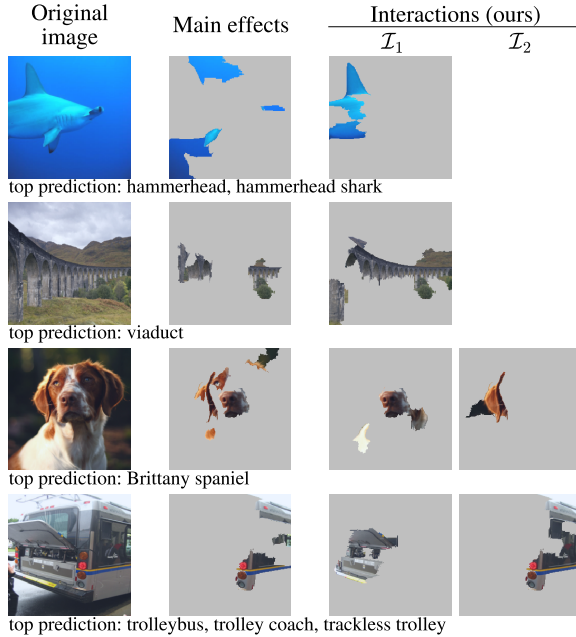 Original
image
Main effects
Interactions (ours)
I₁
I₂
top prediction: hammerhead, hammerhead shark
top prediction: viaduct
top prediction: Brittany spaniel
top prediction: trolleybus, trolley coach, trackless trolley